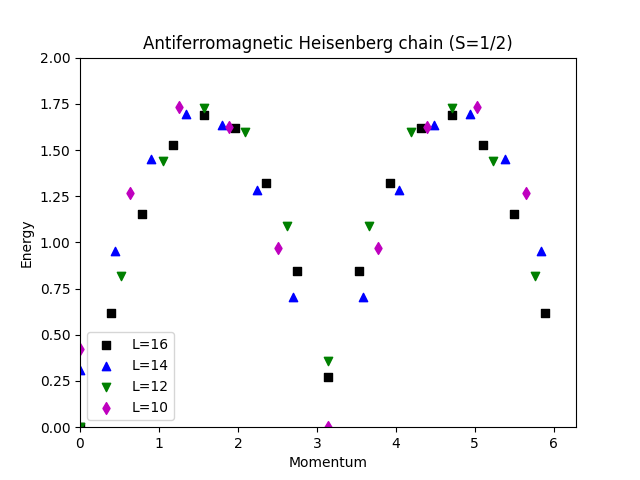 Antiferromagnetic Heisenberg chain (S=1/2)
2.00
1.75
1.50
1.25
1.00
0.75
0.50
0.25
0.00
Energy
L=16
L=14
L=12
L=10
0 1 2 3 4 5 6
Momentum